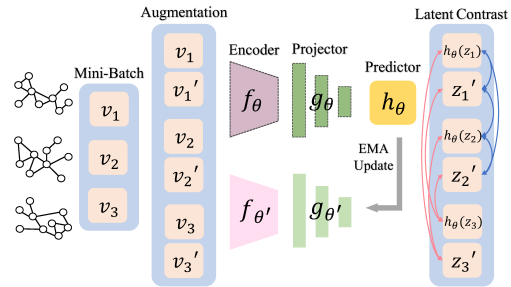 Augmentation
Mini-Batch
Encoder
Projector
Predictor
Latent Contrast
v₁
v₂
v₃
v₁
v₁′
v₂
v₂′
v₃
v₃′
f_θ
g_θ
h_θ
EMA
Update
f_θ′
g_θ′
h_θ(z₁)
z₁′
h_θ(z₂)
z₂′
h_θ(z₃)
z₃′